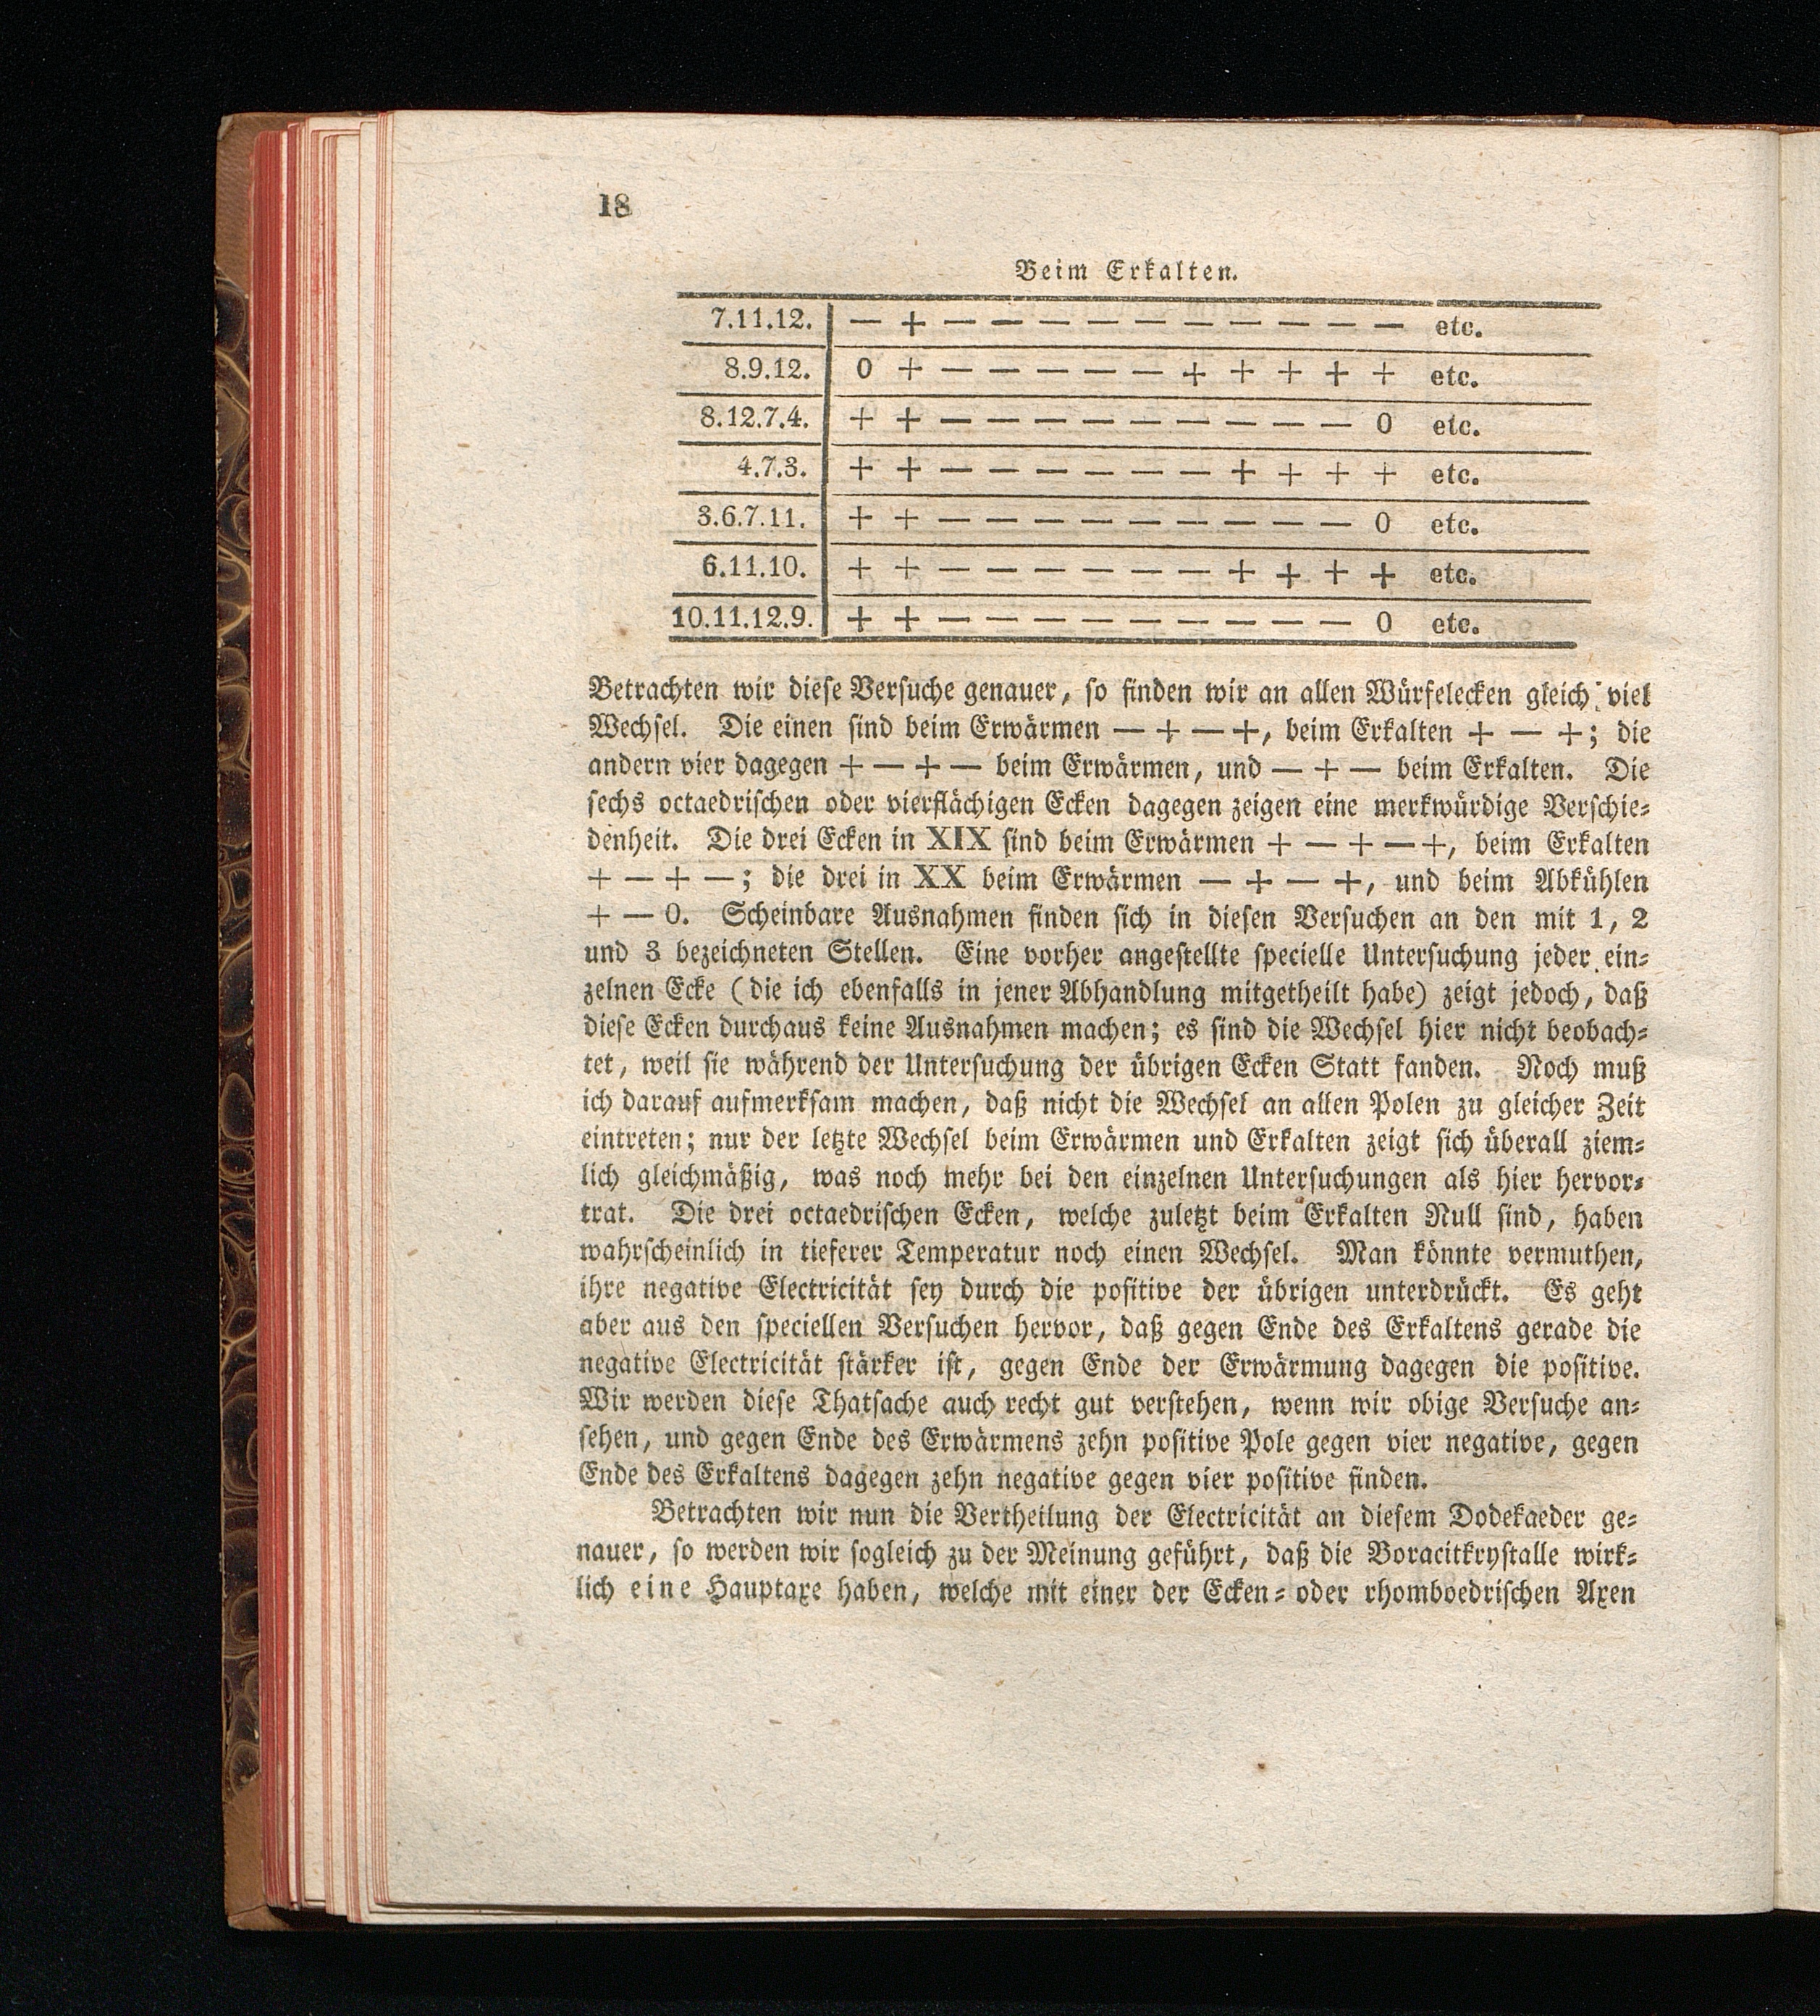 18
Beim Erkalten.
7.11.12. — + — — — — — — — — — — etc.
8.9.12. 0 + — — — — — + + + + + etc.
8.12.7.4. + + — — — — — — — — — 0 etc.
4.7.3. + + — — — — — — + + + + etc.
3.6.7.11. + + — — — — — — — — — 0 etc.
6.11.10. + + — — — — — — + + + + etc.
10.11.12.9. + + — — — — — — — — — 0 etc.
Betrachten wir dieſe Verſuche genauer, ſo finden wir an allen Würfelecken gleich viel
Wechſel. Die einen ſind beim Erwärmen — + — +, beim Erkalten + — +; die
andern vier dagegen + — + — beim Erwärmen, und — + — beim Erkalten. Die
ſechs octaedriſchen oder vierflächigen Ecken dagegen zeigen eine merkwürdige Verſchie-
denheit. Die drei Ecken in XIX ſind beim Erwärmen + — + — +, beim Erkalten
+ — + —; die drei in XX beim Erwärmen — + — +, und beim Abkühlen
+ — 0. Scheinbare Ausnahmen finden ſich in dieſen Verſuchen an den mit 1, 2
und 3 bezeichneten Stellen. Eine vorher angeſtellte ſpecielle Unterſuchung jeder ein-
zelnen Ecke (die ich ebenfalls in jener Abhandlung mitgetheilt habe) zeigt jedoch, daß
dieſe Ecken durchaus keine Ausnahmen machen; es ſind die Wechſel hier nicht beobach-
tet, weil ſie während der Unterſuchung der übrigen Ecken Statt fanden. Noch muß
ich darauf aufmerkſam machen, daß nicht die Wechſel an allen Polen zu gleicher Zeit
eintreten; nur der letzte Wechſel beim Erwärmen und Erkalten zeigt ſich überall ziem-
lich gleichmäßig, was noch mehr bei den einzelnen Unterſuchungen als hier hervor-
trat. Die drei octaedriſchen Ecken, welche zuletzt beim Erkalten Null ſind, haben
wahrſcheinlich in tieferer Temperatur noch einen Wechſel. Man könnte vermuthen,
ihre negative Electricität ſey durch die poſitive der übrigen unterdrückt. Es geht
aber aus den ſpeciellen Verſuchen hervor, daß gegen Ende des Erkaltens gerade die
negative Electricität ſtärker iſt, gegen Ende der Erwärmung dagegen die poſitive.
Wir werden dieſe Thatſache auch recht gut verſtehen, wenn wir obige Verſuche an-
ſehen, und gegen Ende des Erwärmens zehn poſitive Pole gegen vier negative, gegen
Ende des Erkaltens dagegen zehn negative gegen vier poſitive finden.
Betrachten wir nun die Vertheilung der Electricität an dieſem Dodekaeder ge-
nauer, ſo werden wir ſogleich zu der Meinung geführt, daß die Boracitkryſtalle wirk-
lich eine Hauptaxe haben, welche mit einer der Ecken- oder rhomboedriſchen Axen